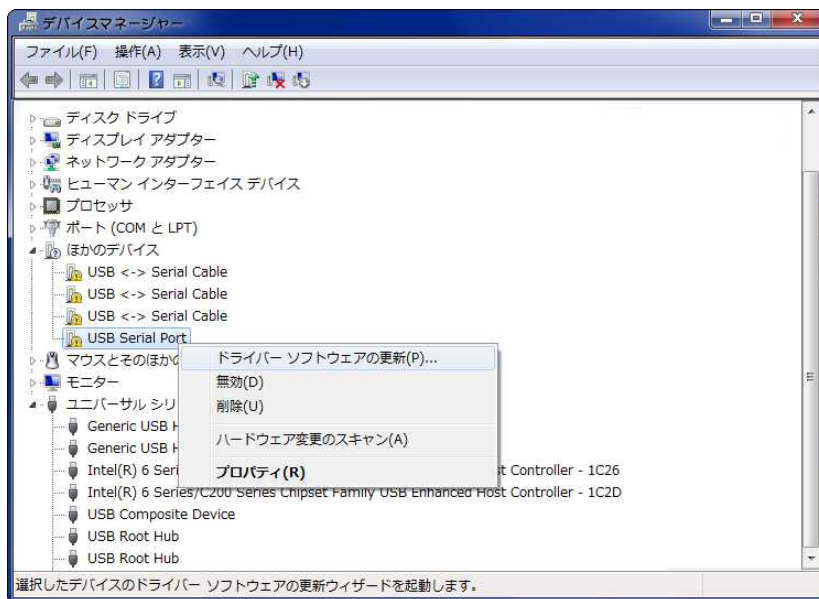 デバイスマネージャー
ファイル(F) 操作(A) 表示(V) ヘルプ(H)
ディスク ドライブ
ディスプレイ アダプター
ネットワーク アダプター
ヒューマン インターフェイス デバイス
プロセッサ
ポート (COM と LPT)
ほかのデバイス
USB <-> Serial Cable
USB <-> Serial Cable
USB <-> Serial Cable
USB Serial Port
マウスとそのほか
ドライバー ソフトウェアの更新(P)...
モニター
無効(D)
ユニバーサル シリ
削除(U)
Generic USB
Generic USB
ハードウェア変更のスキャン(A)
Intel(R) 6 Seri
t Controller - 1C26
プロパティ(R)
Intel(R) 6 Series/C200 Series Chipset Family USB Enhanced Host Controller - 1C2D
USB Composite Device
USB Root Hub
USB Root Hub
選択したデバイスのドライバー ソフトウェアの更新ウィザードを起動します。